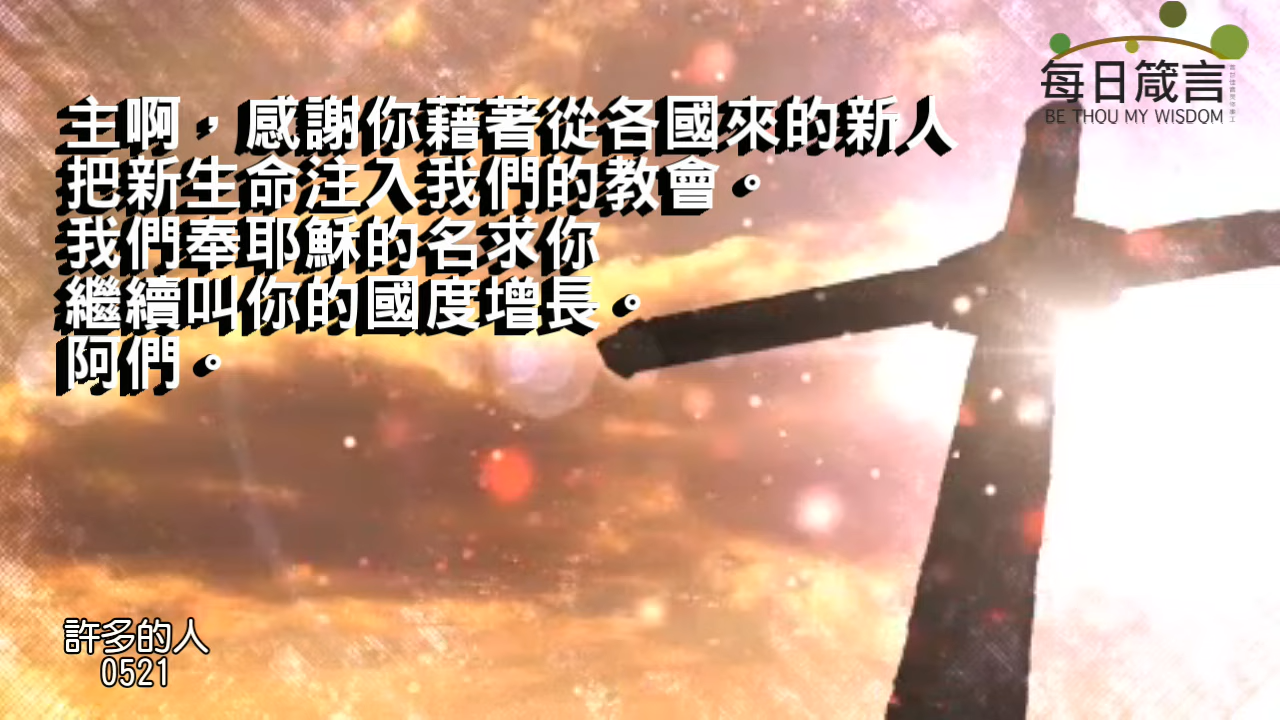 每日箴言
BE THOU MY WISDOM
主啊，感謝你藉著從各國來的新人
把新生命注入我們的教會。
我們奉耶穌的名求你
繼續叫你的國度增長。
阿們。
許多的人
0521